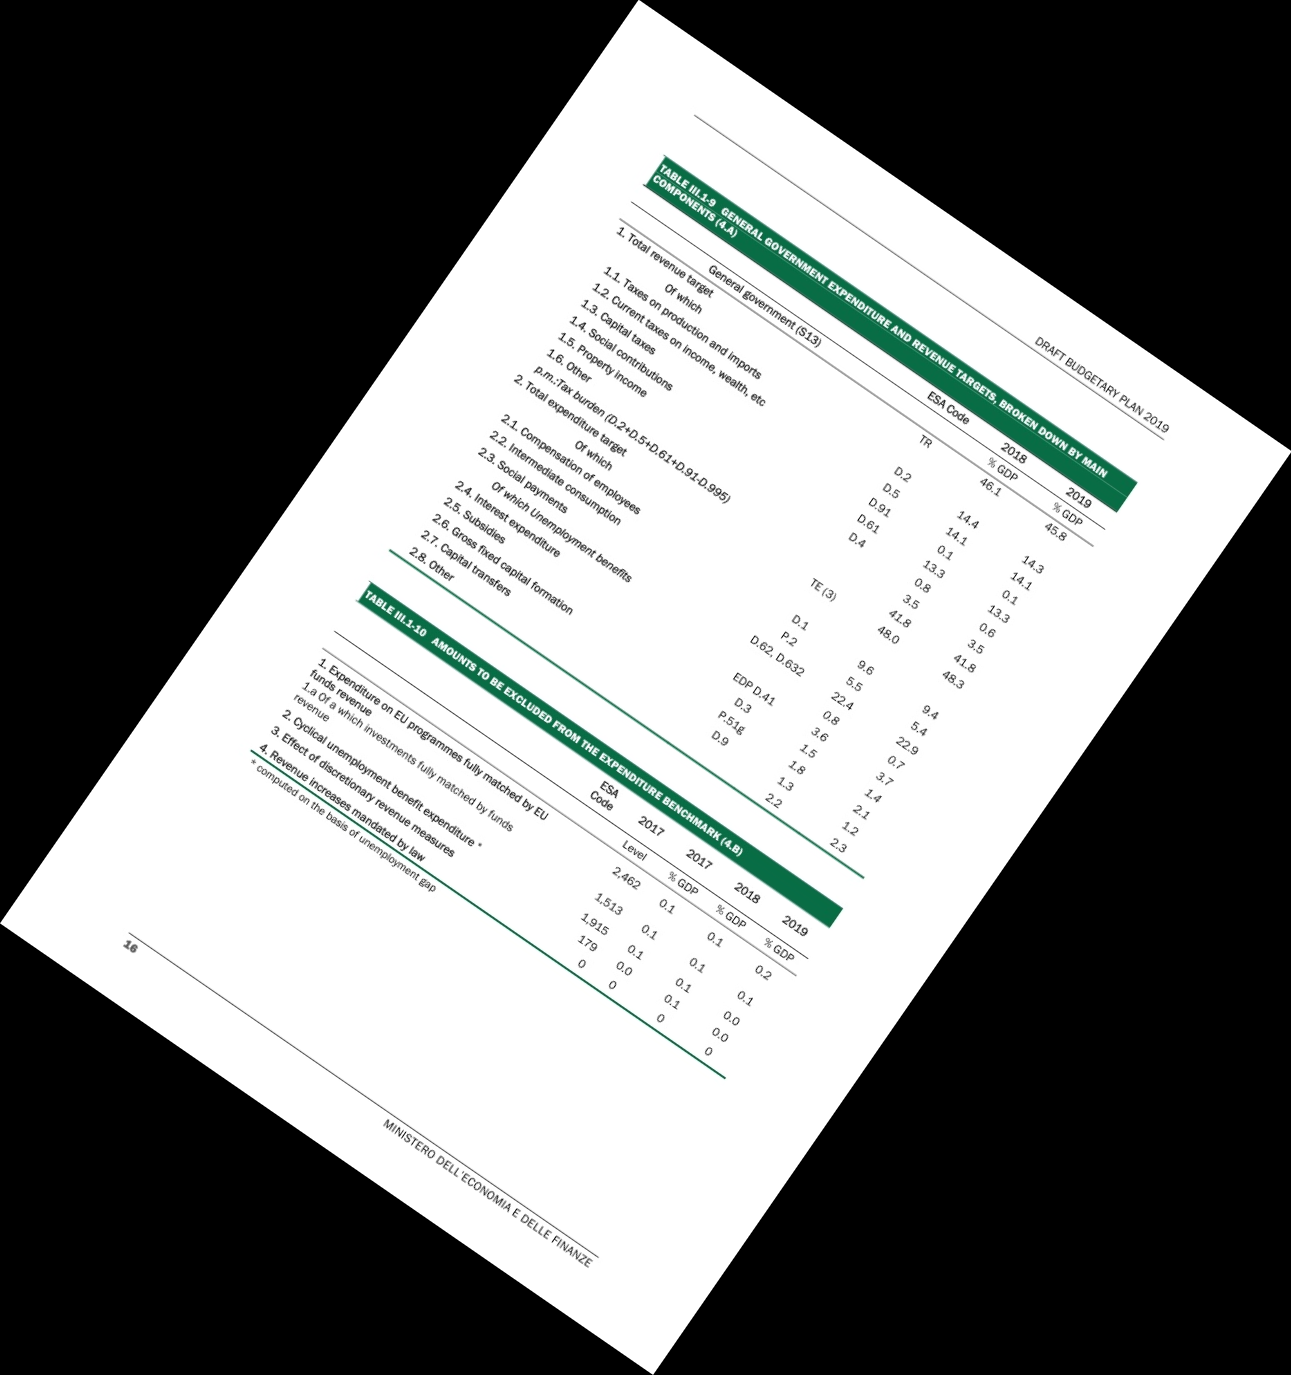 DRAFT BUDGETARY PLAN 2019
TABLE III.1-9 GENERAL GOVERNMENT EXPENDITURE AND REVENUE TARGETS, BROKEN DOWN BY MAIN
COMPONENTS (4.A)
ESA Code 2018 2019
General government (S13) % GDP % GDP
1. Total revenue target TR 46.1 45.8
Of which
1.1. Taxes on production and imports D.2 14.4 14.3
1.2. Current taxes on income, wealth, etc D.5 14.1 14.1
1.3. Capital taxes D.91 0.1 0.1
1.4. Social contributions D.61 13.3 13.3
1.5. Property income D.4 0.8 0.6
1.6. Other 3.5 3.5
p.m.:Tax burden (D.2+D.5+D.61+D.91-D.995) 41.8 41.8
2. Total expenditure target TE (3) 48.0 48.3
Of which
2.1. Compensation of employees D.1 9.6 9.4
2.2. Intermediate consumption P.2 5.5 5.4
2.3. Social payments D.62, D.632 22.4 22.9
Of which Unemployment benefits 0.8 0.7
2.4. Interest expenditure EDP D.41 3.6 3.7
2.5. Subsidies D.3 1.5 1.4
2.6. Gross fixed capital formation P.51g 1.8 2.1
2.7. Capital transfers D.9 1.3 1.2
2.8. Other 2.2 2.3
TABLE III.1-10 AMOUNTS TO BE EXCLUDED FROM THE EXPENDITURE BENCHMARK (4.B)
ESA
Code 2017 2017 2018 2019
Level % GDP % GDP % GDP
1. Expenditure on EU programmes fully matched by EU
funds revenue 2,462 0.1 0.1 0.2
1.a Of a which investments fully matched by funds
revenue 1,513 0.1 0.1 0.1
2. Cyclical unemployment benefit expenditure * 1,915 0.1 0.1 0.0
3. Effect of discretionary revenue measures 179 0.0 0.1 0.0
4. Revenue increases mandated by law 0 0 0 0
* computed on the basis of unemployment gap
16
MINISTERO DELL'ECONOMIA E DELLE FINANZE